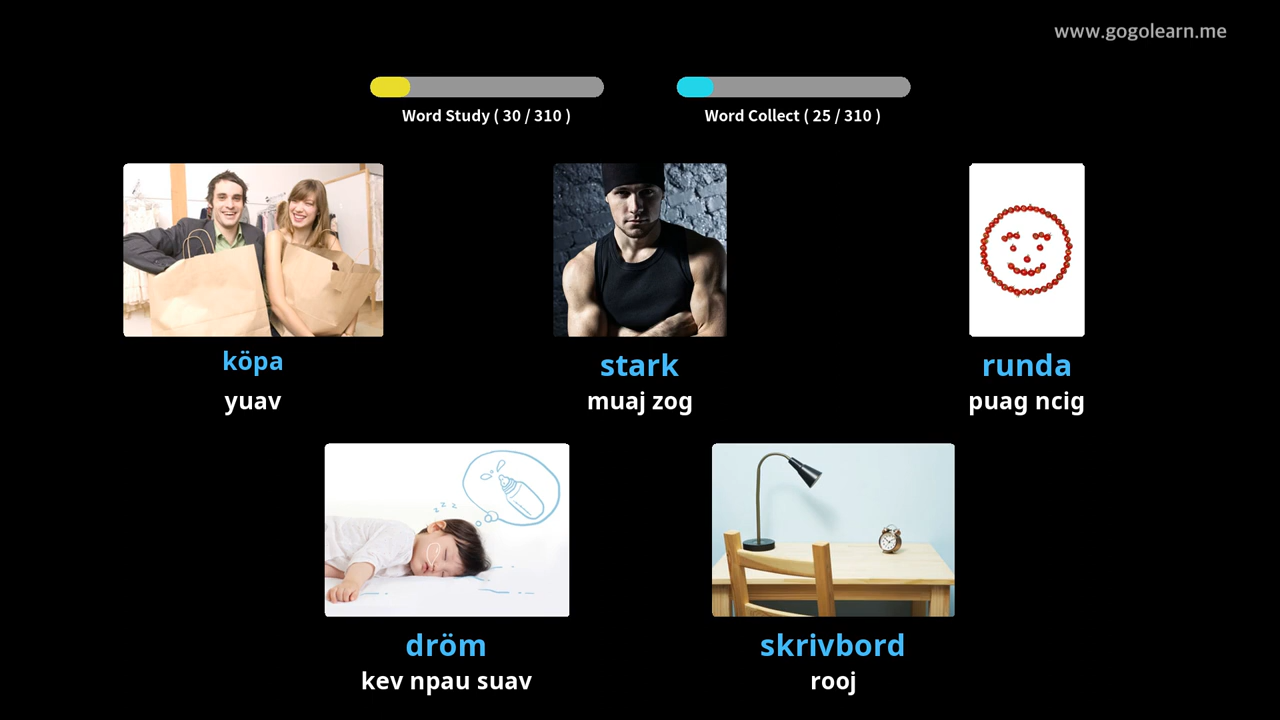 www.gogolearn.me
Word Study ( 30 / 310 )
Word Collect ( 25 / 310 )
köpa
yuav
stark
muaj zog
runda
puag ncig
z z z
dröm
kev npau suav
skrivbord
rooj